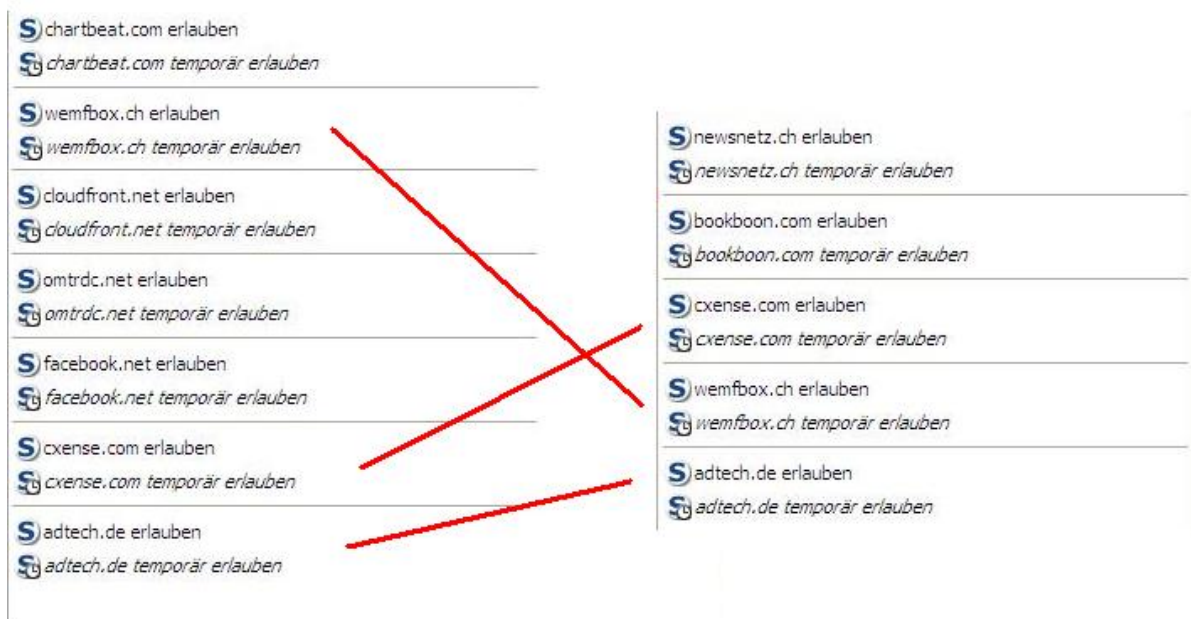 chartbeat.com erlauben
chartbeat.com temporär erlauben
wemfbox.ch erlauben
wemfbox.ch temporär erlauben
cloudfront.net erlauben
cloudfront.net temporär erlauben
omtrdc.net erlauben
omtrdc.net temporär erlauben
facebook.net erlauben
facebook.net temporär erlauben
cxense.com erlauben
cxense.com temporär erlauben
adtech.de erlauben
adtech.de temporär erlauben
newsnetz.ch erlauben
newsnetz.ch temporär erlauben
bookboon.com erlauben
bookboon.com temporär erlauben
cxense.com erlauben
cxense.com temporär erlauben
wemfbox.ch erlauben
wemfbox.ch temporär erlauben
adtech.de erlauben
adtech.de temporär erlauben